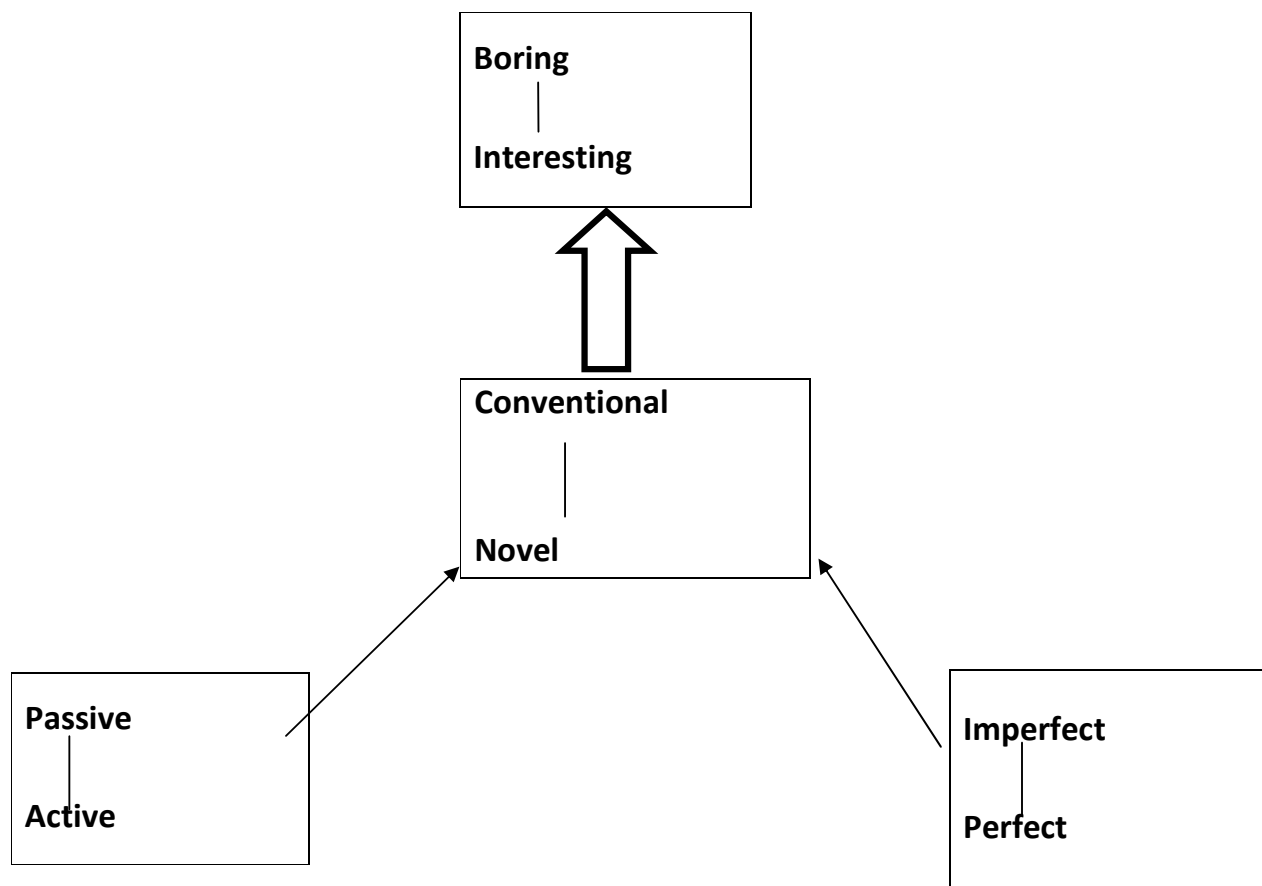 Boring
Interesting
Conventional
Novel
Passive
Active
Imperfect
Perfect